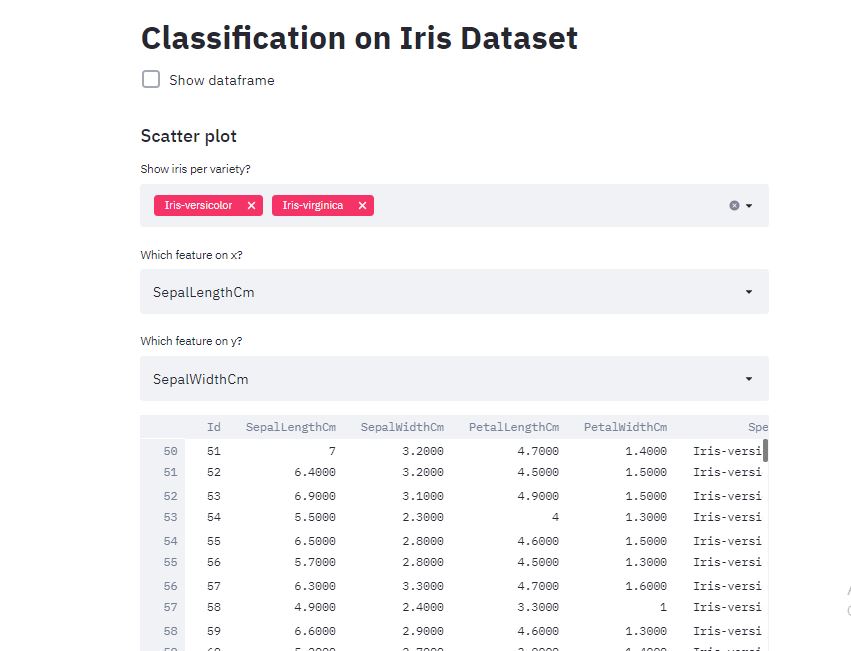 Classification on Iris Dataset
Show dataframe
Scatter plot
Show iris per variety?
Iris-versicolor × Iris-virginica ×
Which feature on x?
SepalLengthCm
Which feature on y?
SepalWidthCm
Id SepalLengthCm SepalWidthCm PetalLengthCm PetalWidthCm Spe
50 51 7 3.2000 4.7000 1.4000 Iris-versi
51 52 6.4000 3.2000 4.5000 1.5000 Iris-versi
52 53 6.9000 3.1000 4.9000 1.5000 Iris-versi
53 54 5.5000 2.3000 4 1.3000 Iris-versi
54 55 6.5000 2.8000 4.6000 1.5000 Iris-versi
55 56 5.7000 2.8000 4.5000 1.3000 Iris-versi
56 57 6.3000 3.3000 4.7000 1.6000 Iris-versi
57 58 4.9000 2.4000 3.3000 1 Iris-versi
58 59 6.6000 2.9000 4.6000 1.3000 Iris-versi